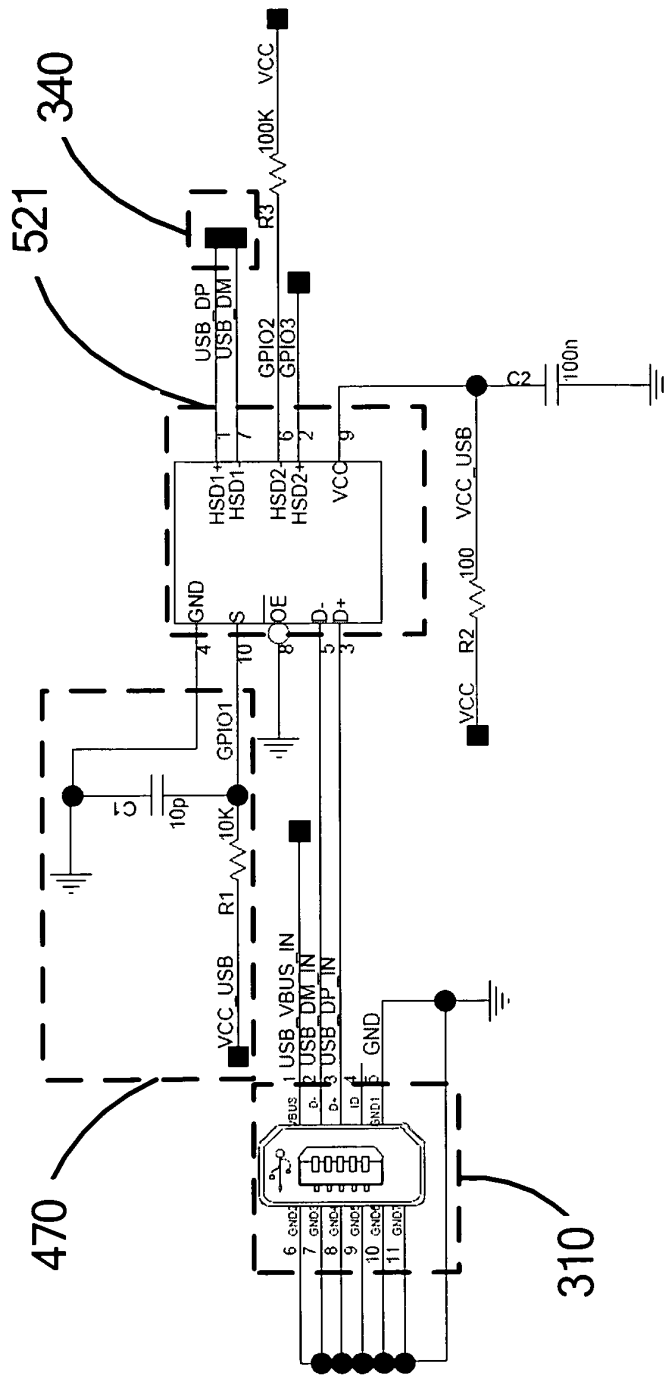 470
VCC_USB
R1
10K
C1
10p
GPIO1
521
340
USB_DP
USB_DM
GND
4
S
10
OE
8
D-
5
D+
3
HSD1+
1
HSD1-
7
HSD2-
6
HSD2+
2
VCC
9
GPIO2
GPIO3
R3
100K
VCC
VCC
R2
100
VCC_USB
C2
100n
310
VBUS
1
USB_VBUS_IN
D-
2
USB_DM_IN
D+
3
USB_DP_IN
ID
4
GND1
5
GND
6
GND2
7
GND3
8
GND4
9
GND5
10
GND6
11
GND7